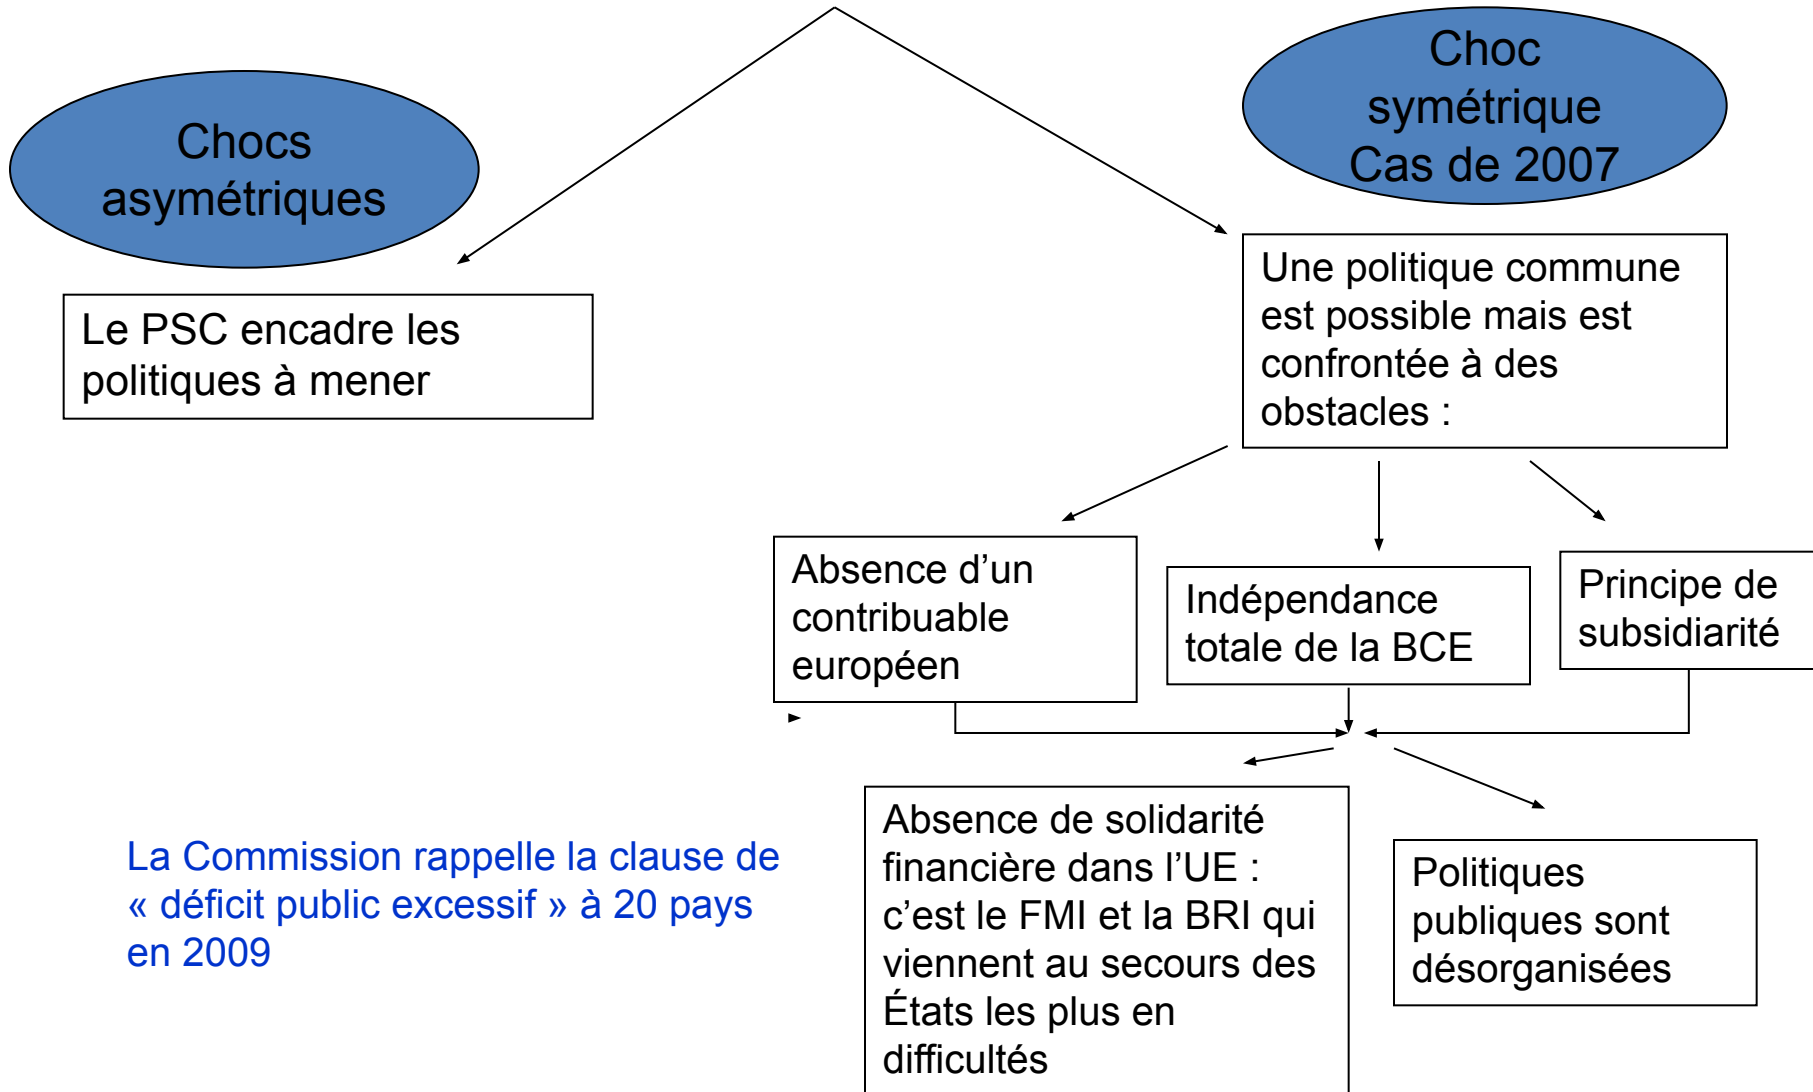 Chocs
asymétriques
Choc
symétrique
Cas de 2007
Le PSC encadre les
politiques à mener
Une politique commune
est possible mais est
confrontée à des
obstacles :
Absence d’un
contribuable
européen
Indépendance
totale de la BCE
Principe de
subsidiarité
La Commission rappelle la clause de
« déficit public excessif » à 20 pays
en 2009
Absence de solidarité
financière dans l’UE :
c’est le FMI et la BRI qui
viennent au secours des
États les plus en
difficultés
Politiques
publiques sont
désorganisées